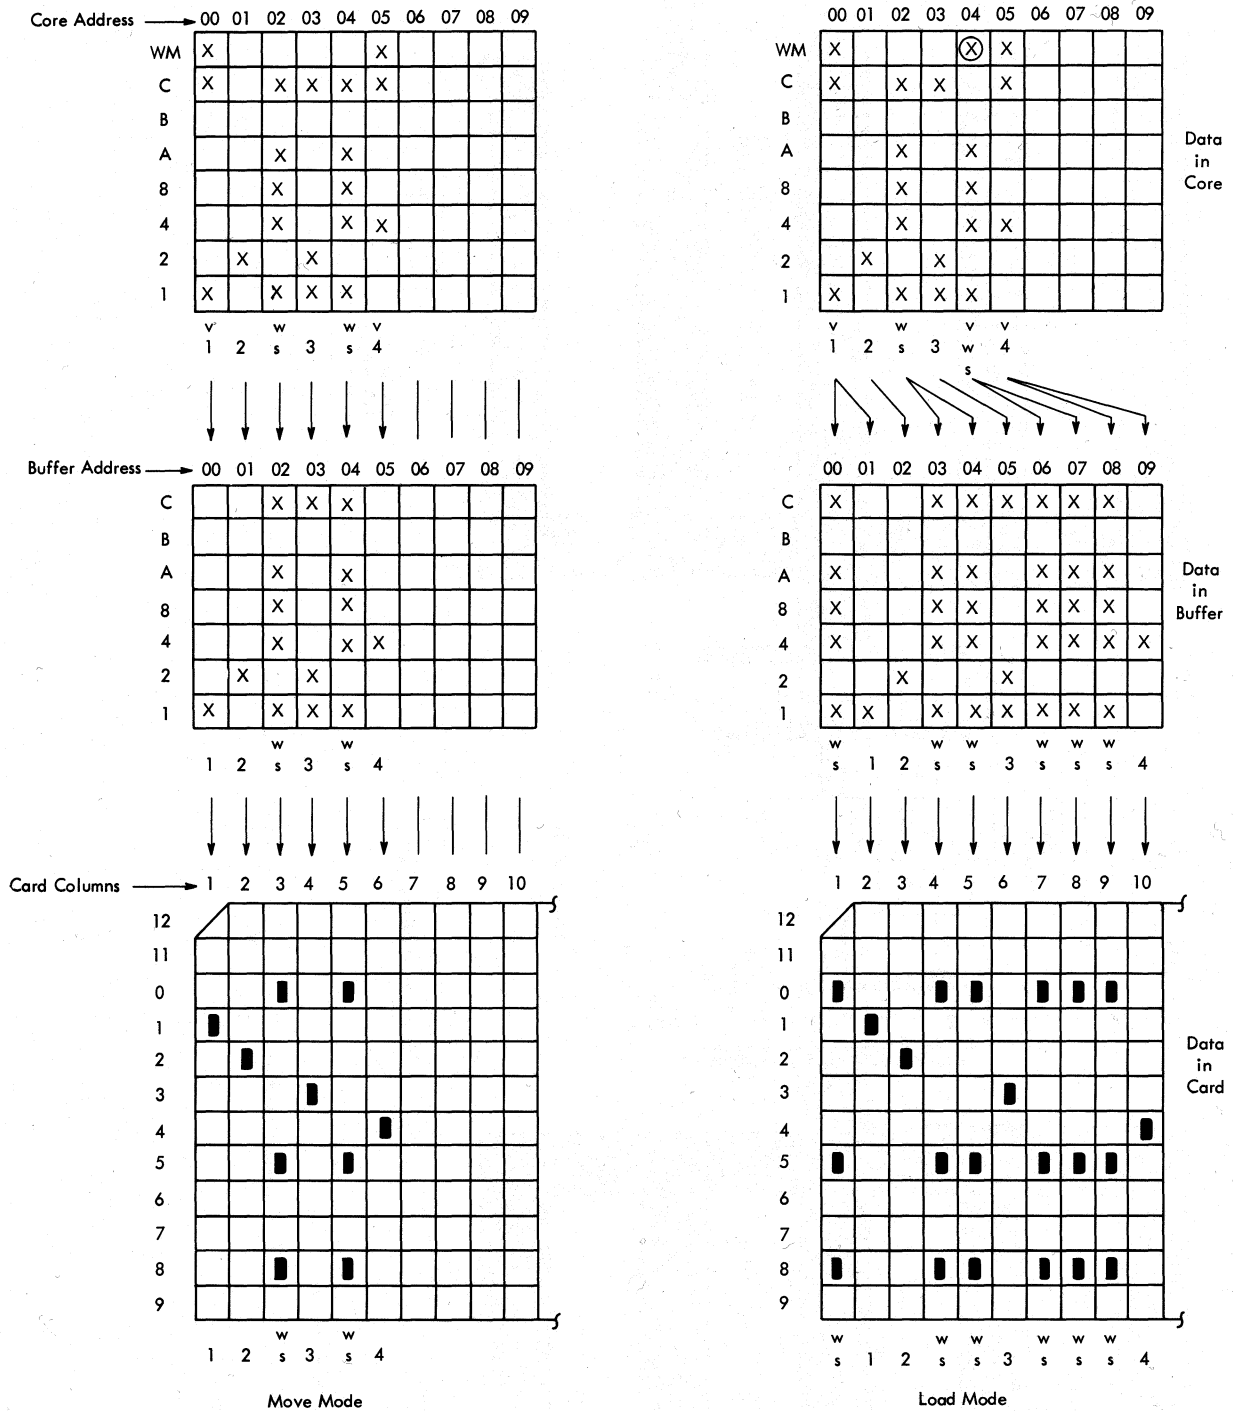 Core Address 00 01 02 03 04 05 06 07 08 09
00 01 02 03 04 05 06 07 08 09
WM X X
WM X X X
C X X X X X
C X X X X
B
B
A X X
A X X
Data
in
Core
8 X X
8 X X
4 X X X
4 X X X
2 X X
2 X X
1 X X X X
1 X X X X
v w w v
v w v v
1 2 s 3 s 4
1 2 s 3 w 4
s
Buffer Address 00 01 02 03 04 05 06 07 08 09
00 01 02 03 04 05 06 07 08 09
C X X X
C X X X X X X X
B
B
A X X
A X X X X X X
Data
in
Buffer
8 X X
8 X X X X X X
4 X X X
4 X X X X X X X
2 X X
2 X X
1 X X X X
1 X X X X X X X X
w w
w w w w w w
1 2 s 3 s 4
s 1 2 s s 3 s s s 4
Card Columns 1 2 3 4 5 6 7 8 9 10
1 2 3 4 5 6 7 8 9 10
12
12
11
11
0
0
1
1
2
2
Data
in
Card
3
3
4
4
5
5
6
6
7
7
8
8
9
9
w w
w w w w w w
1 2 s 3 s 4
s 1 2 s s 3 s s s 4
Move Mode
Load Mode